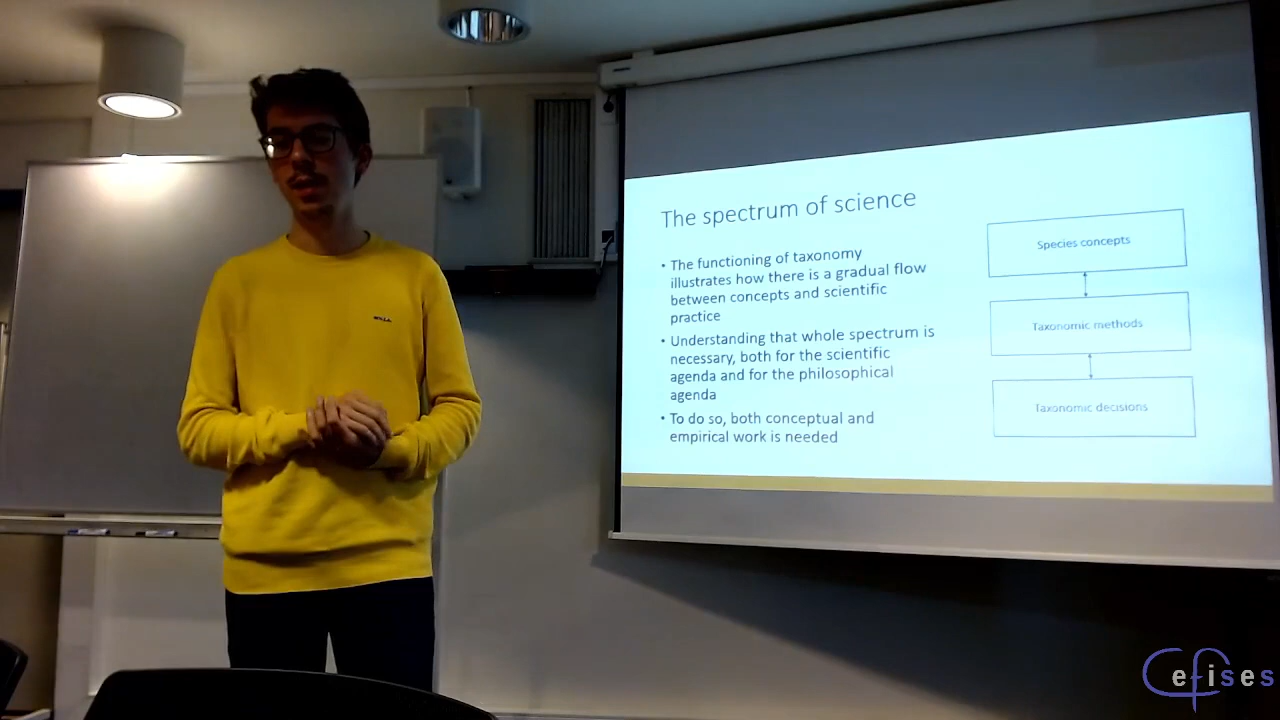 The spectrum of science
• The functioning of taxonomy
illustrates how there is a gradual flow
between concepts and scientific
practice
• Understanding that whole spectrum is
necessary, both for the scientific
agenda and for the philosophical
agenda
• To do so, both conceptual and
empirical work is needed
Species concepts
Taxonomic methods
Taxonomic decisions
Cefises